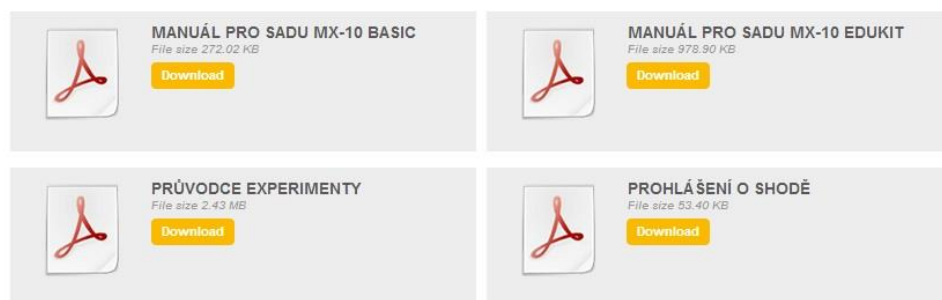 MANUÁL PRO SADU MX-10 BASIC
File size 272.02 KB
Download
MANUÁL PRO SADU MX-10 EDUKIT
File size 978.90 KB
Download
PRŮVODCE EXPERIMENTY
File size 2.43 MB
Download
PROHLÁŠENÍ O SHODĚ
File size 53.40 KB
Download